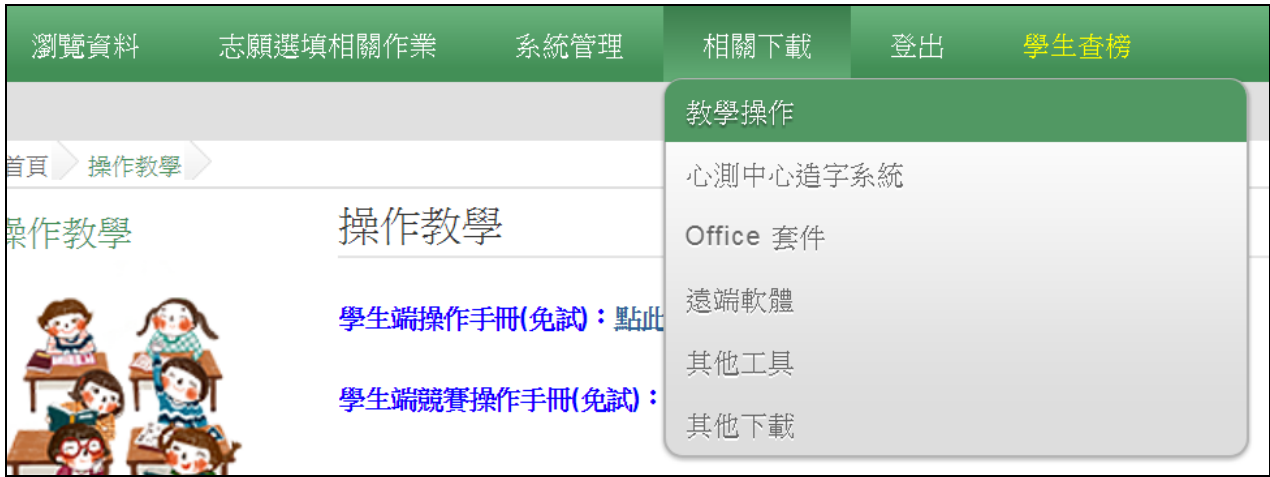 瀏覽資料 志願選填相關作業 系統管理 相關下載 登出 學生查榜
教學操作
心測中心造字系統
Office 套件
遠端軟體
其他工具
其他下載
首頁 操作教學
操作教學
操作教學
學生端操作手冊(免試)：點此
學生端競賽操作手冊(免試)：